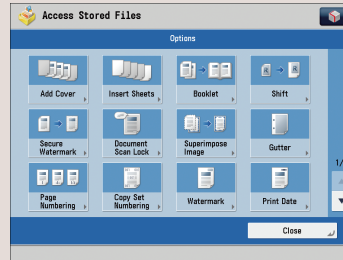 Access Stored Files
Options
Add Cover
Insert Sheets
Booklet
Shift
Secure
Watermark
Document
Scan Lock
Superimpose
Image
Gutter
1/
Page
Numbering
Copy Set
Numbering
Watermark
Print Date
Close